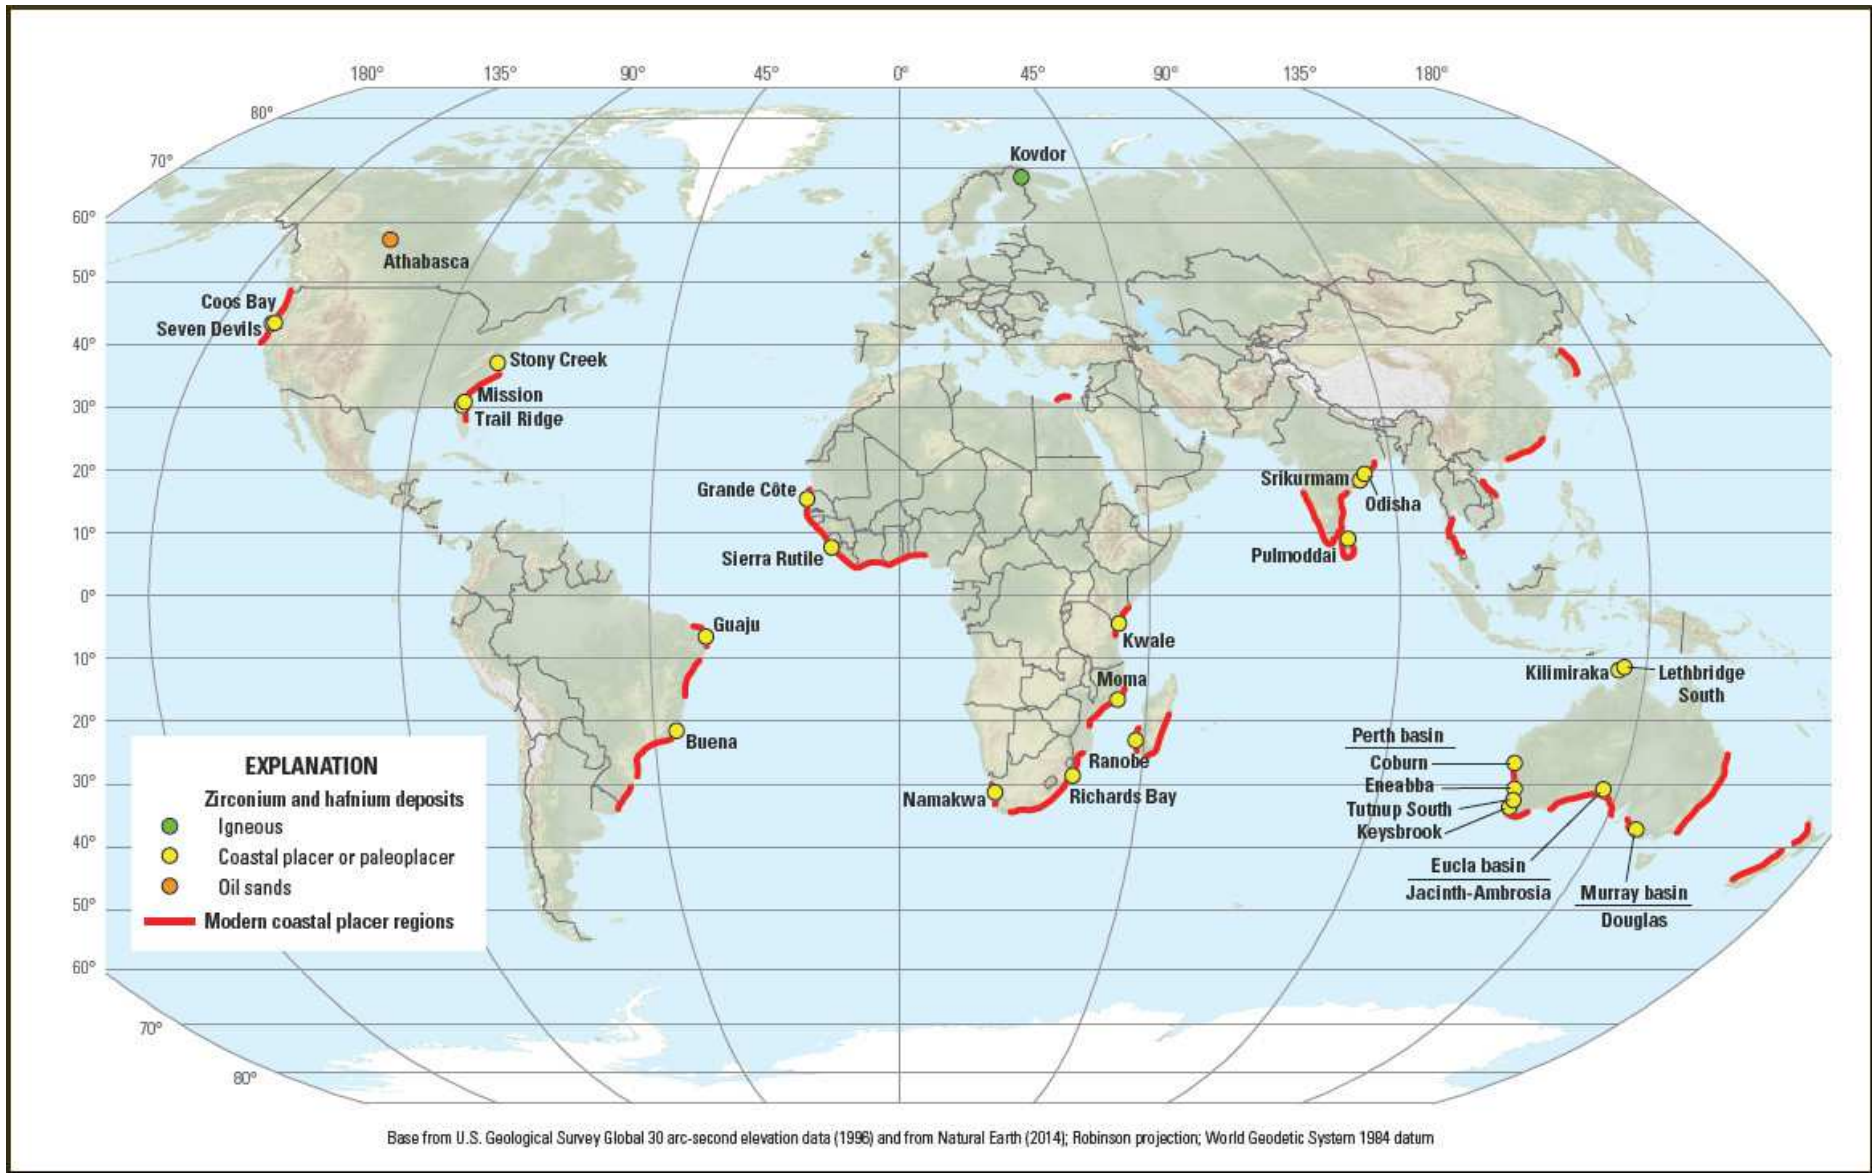 180°
135°
90°
45°
0°
45°
90°
135°
180°
80°
70°
60°
50°
40°
30°
20°
10°
0°
10°
20°
30°
40°
50°
60°
70°
80°
Kovdor
Athabasca
Coos Bay
Seven Devils
Stony Creek
Mission
Trail Ridge
Grande Côte
Sierra Rutile
Srikurmam
Odisha
Pulmoddai
Guaju
Kwale
Kilimiraka
Lethbridge
South
Moma
Buena
Ranobe
Namakwa
Richards Bay
Perth basin
Coburn
Eneabba
Tutnup South
Keysbrook
Eucla basin
Jacinth-Ambrosia
Murray basin
Douglas
EXPLANATION
Zirconium and hafnium deposits
Igneous
Coastal placer or paleoplacer
Oil sands
Modern coastal placer regions
Base from U.S. Geological Survey Global 30 arc-second elevation data (1996) and from Natural Earth (2014); Robinson projection; World Geodetic System 1984 datum